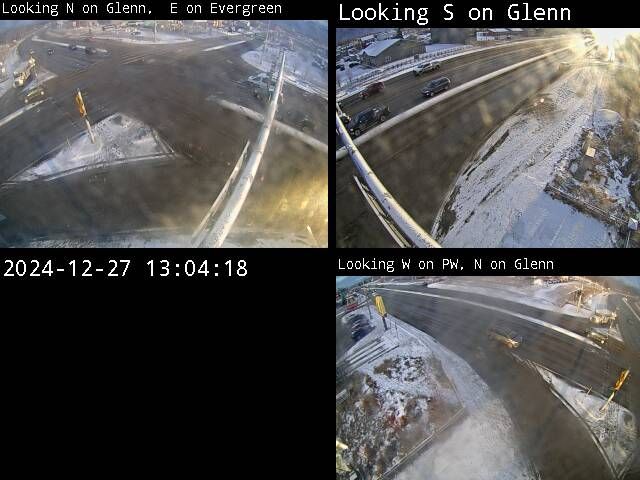 Looking N on Glenn,  E on Evergreen
Looking S on Glenn
2024-12-27 13:04:18
Looking W on PW, N on Glenn